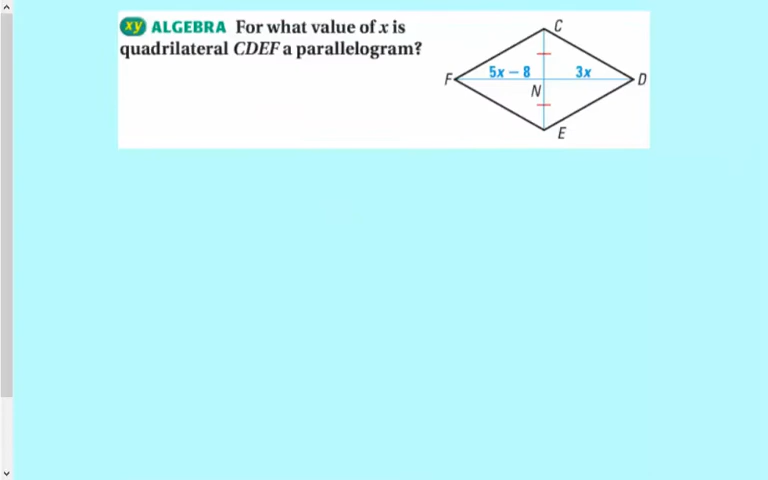 xy ALGEBRA For what value of x is
quadrilateral CDEF a parallelogram?
C
F 5x − 8 3x D
N
E